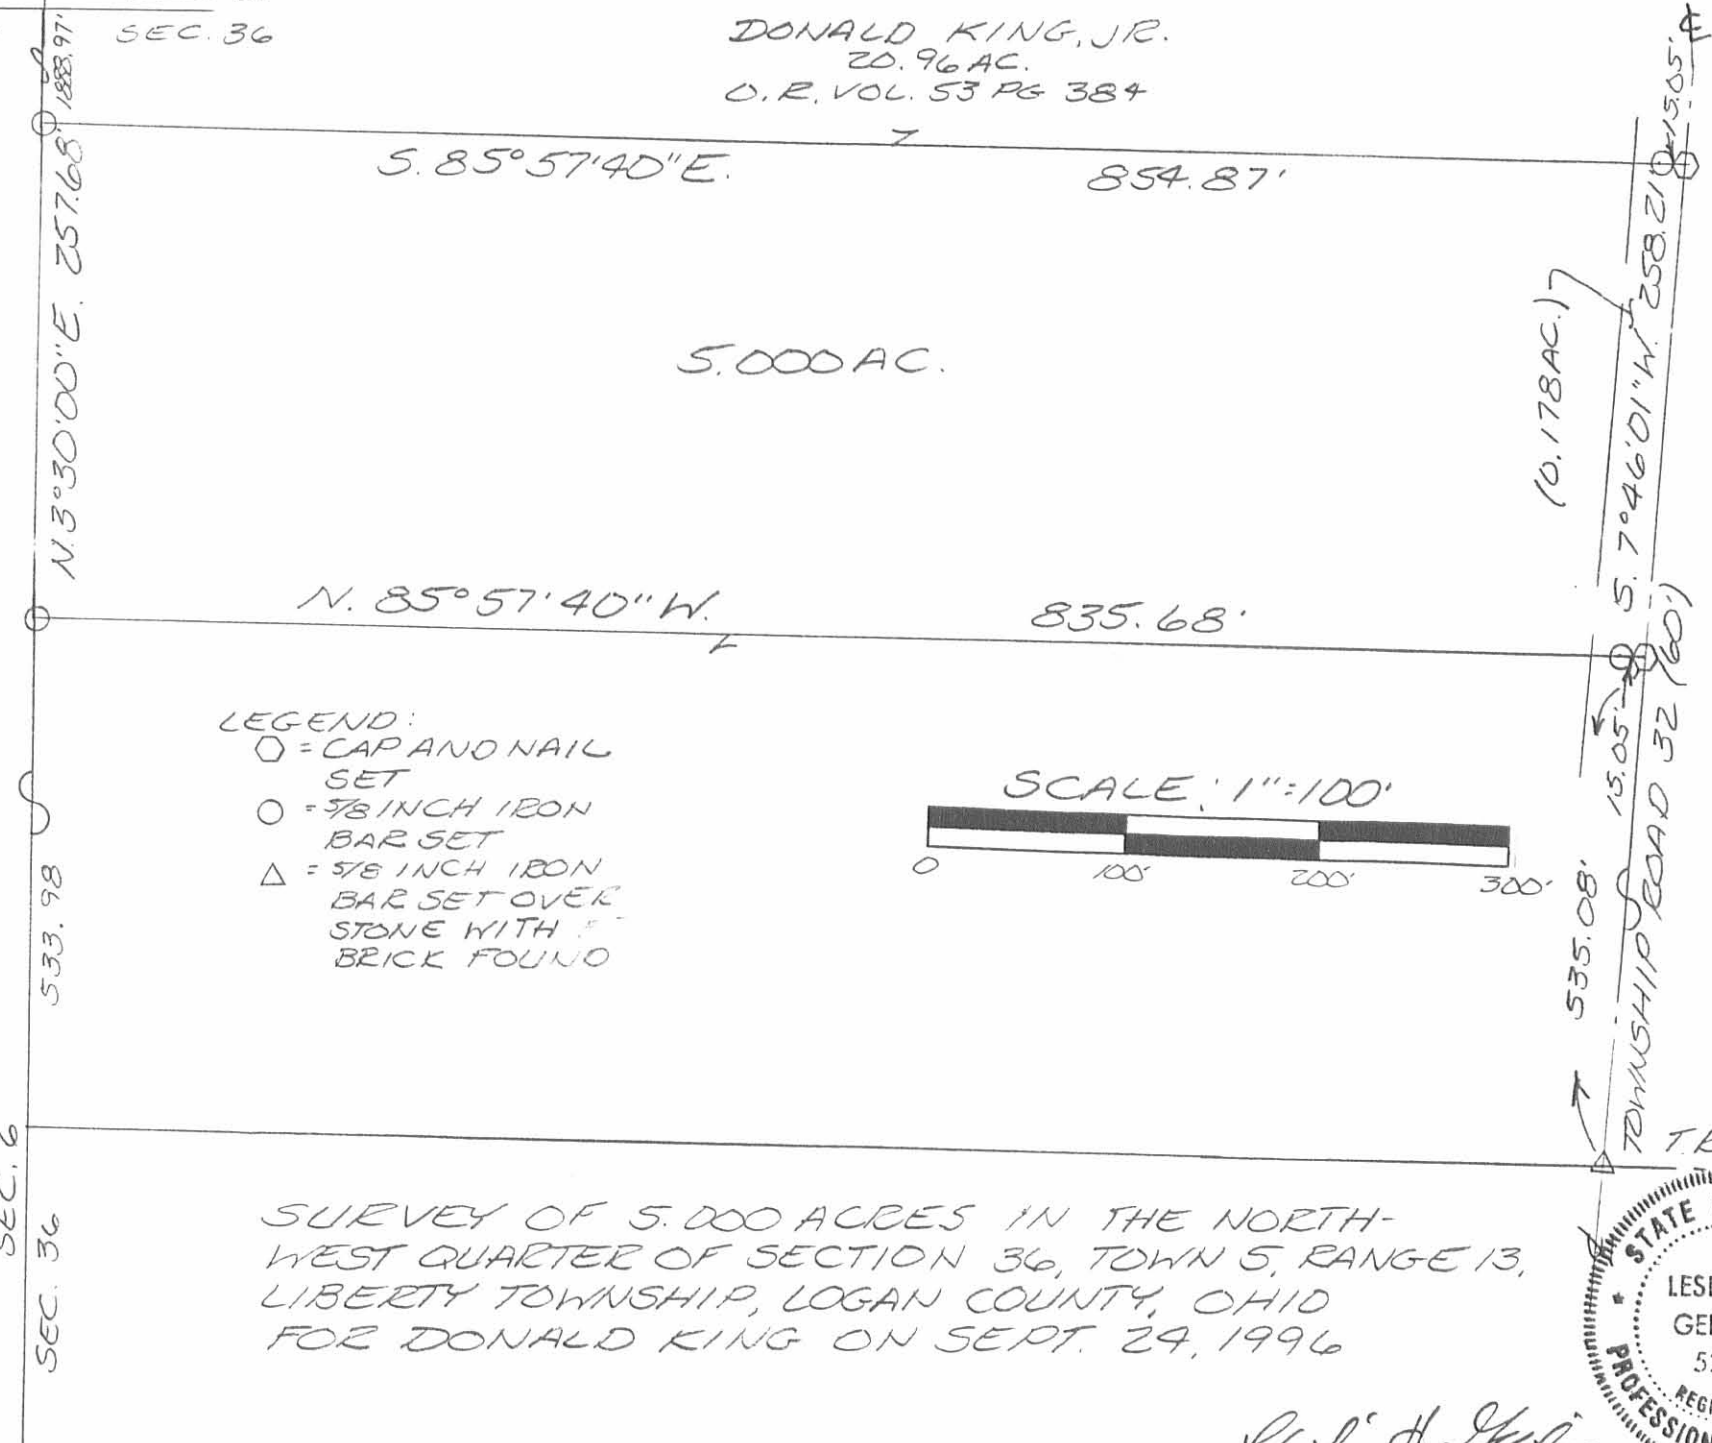 SEC. 36
188.97'
DONALD KING, JR.
20.96 AC.
O.R. VOL. 53 PG 384
15.05'
S. 85°57'40"E.
854.87'
N. 3°30'00"E. 257.68'
5.000 AC.
(0.178 AC.)
S. 7°46'01"W. 258.21'
N. 85°57'40"W.
835.68'
LEGEND:
= CAP AND NAIL
SET
= 5/8 INCH IRON
BAR SET
= 5/8 INCH IRON
BAR SET OVER
STONE WITH
BRICK FOUND
SCALE: 1"=100'
0 100' 200' 300'
15.05'
TOWNSHIP ROAD 32 (60')
533.98
535.08'
SEC. 6
SEC. 36
SURVEY OF 5.000 ACRES IN THE NORTH-
WEST QUARTER OF SECTION 36, TOWN 5, RANGE 13,
LIBERTY TOWNSHIP, LOGAN COUNTY, OHIO
FOR DONALD KING ON SEPT. 24, 1996
STATE